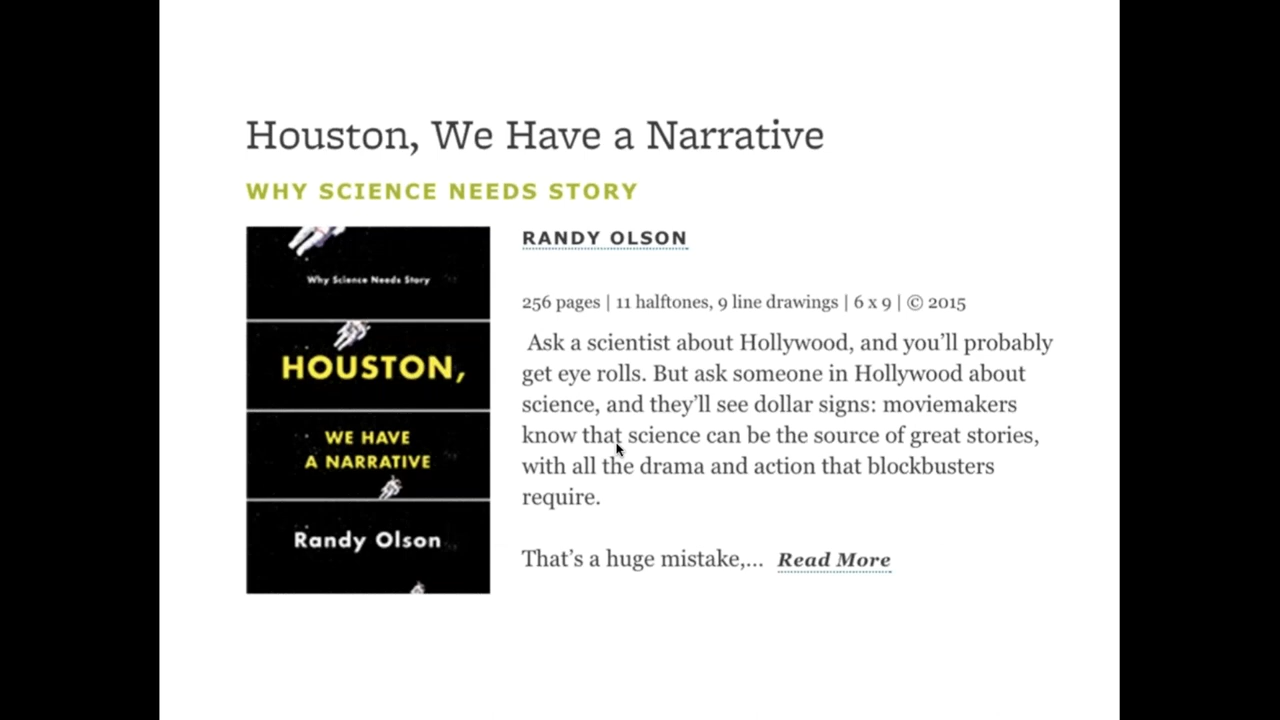 Houston, We Have a Narrative
WHY SCIENCE NEEDS STORY
Why Science Needs Story
HOUSTON,
WE HAVE
A NARRATIVE
Randy Olson
RANDY OLSON
256 pages | 11 halftones, 9 line drawings | 6 x 9 | © 2015
Ask a scientist about Hollywood, and you’ll probably
get eye rolls. But ask someone in Hollywood about
science, and they’ll see dollar signs: moviemakers
know that science can be the source of great stories,
with all the drama and action that blockbusters
require.
That’s a huge mistake,... Read More